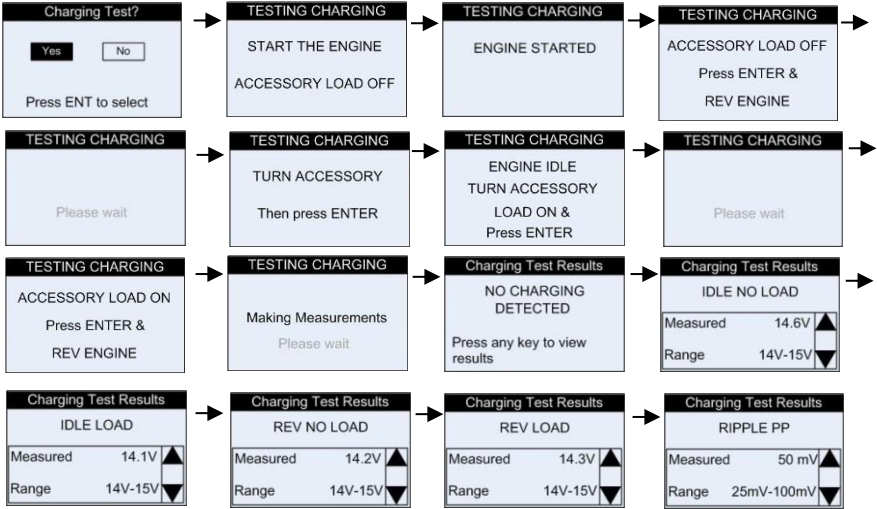 Charging Test?
Yes No
Press ENT to select
TESTING CHARGING
START THE ENGINE
ACCESSORY LOAD OFF
TESTING CHARGING
ENGINE STARTED
TESTING CHARGING
ACCESSORY LOAD OFF
Press ENTER &
REV ENGINE
TESTING CHARGING
Please wait
TESTING CHARGING
TURN ACCESSORY
Then press ENTER
TESTING CHARGING
ENGINE IDLE
TURN ACCESSORY
LOAD ON &
Press ENTER
TESTING CHARGING
Please wait
TESTING CHARGING
ACCESSORY LOAD ON
Press ENTER &
REV ENGINE
TESTING CHARGING
Making Measurements
Please wait
Charging Test Results
NO CHARGING
DETECTED
Press any key to view
results
Charging Test Results
IDLE NO LOAD
Measured 14.6V
Range 14V-15V
Charging Test Results
IDLE LOAD
Measured 14.1V
Range 14V-15V
Charging Test Results
REV NO LOAD
Measured 14.2V
Range 14V-15V
Charging Test Results
REV LOAD
Measured 14.3V
Range 14V-15V
Charging Test Results
RIPPLE PP
Measured 50 mV
Range 25mV-100mV